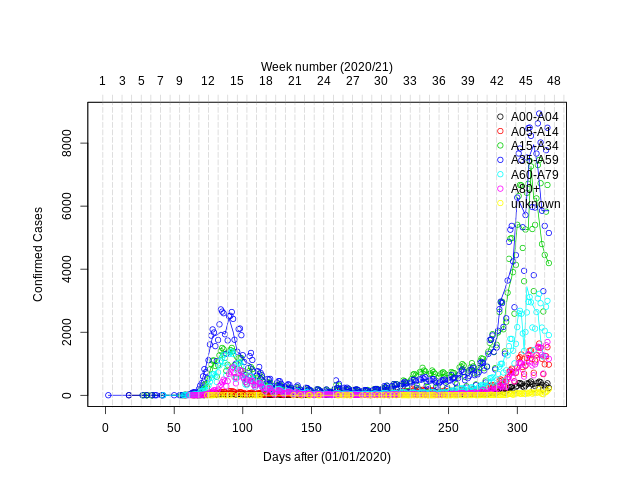 Week number (2020/21)
1 3 5 7 9 12 15 18 21 24 27 30 33 36 39 42 45 48
A00-A04
A05-A14
A15-A34
A35-A59
A60-A79
A80+
unknown
8000
6000
4000
2000
0
Confirmed Cases
0 50 100 150 200 250 300
Days after (01/01/2020)